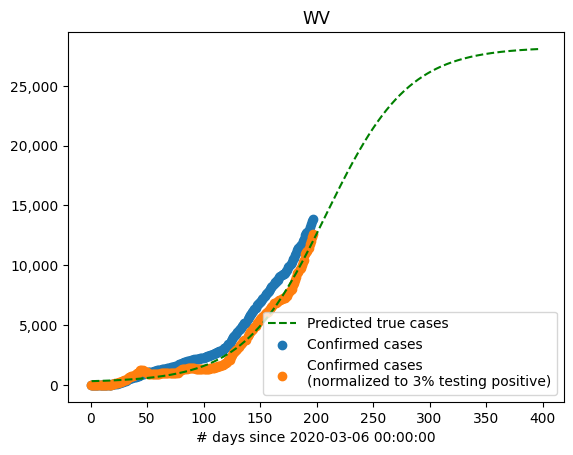 WV
25,000
20,000
15,000
10,000
5,000
0
Predicted true cases
Confirmed cases
Confirmed cases
(normalized to 3% testing positive)
0 50 100 150 200 250 300 350 400
# days since 2020-03-06 00:00:00